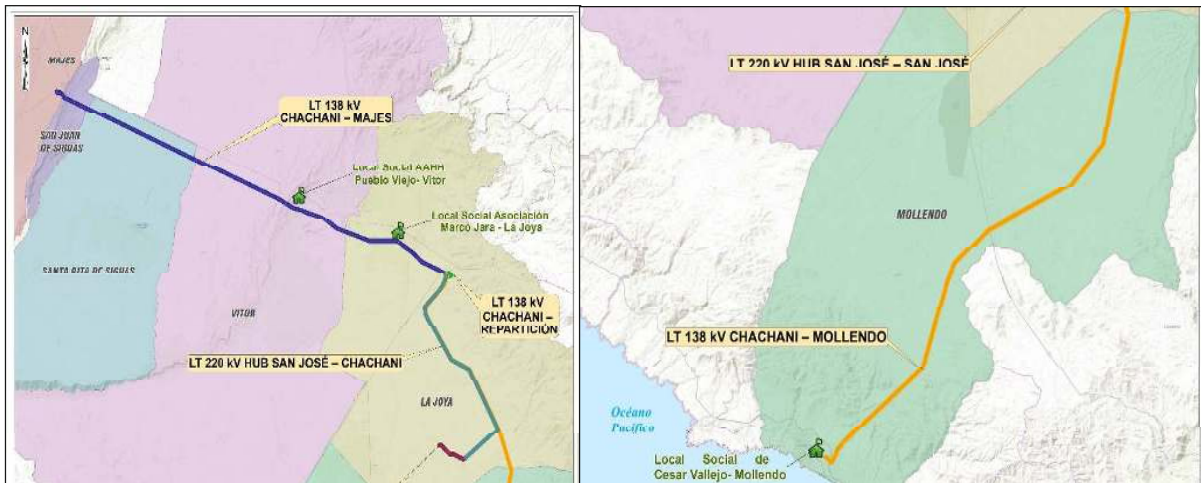 N
MAJES
SAN JUAN
DE SIGUAS
LT 138 kV
CHACHANI – MAJES
Local Social AAHH
Pueblo Viejo- Vitor
Local Social Asociación
Marco Jara - La Joya
SANTA RITA DE SIGUAS
VITOR
LT 138 kV
CHACHANI –
REPARTICIÓN
LT 220 kV HUB SAN JOSÉ – CHACHANI
LA JOYA
LT 220 kV HUB SAN JOSÉ – SAN JOSÉ
MOLLENDO
LT 138 kV CHACHANI – MOLLENDO
Océano
Pacífico
Local Social de
Cesar Vallejo- Mollendo